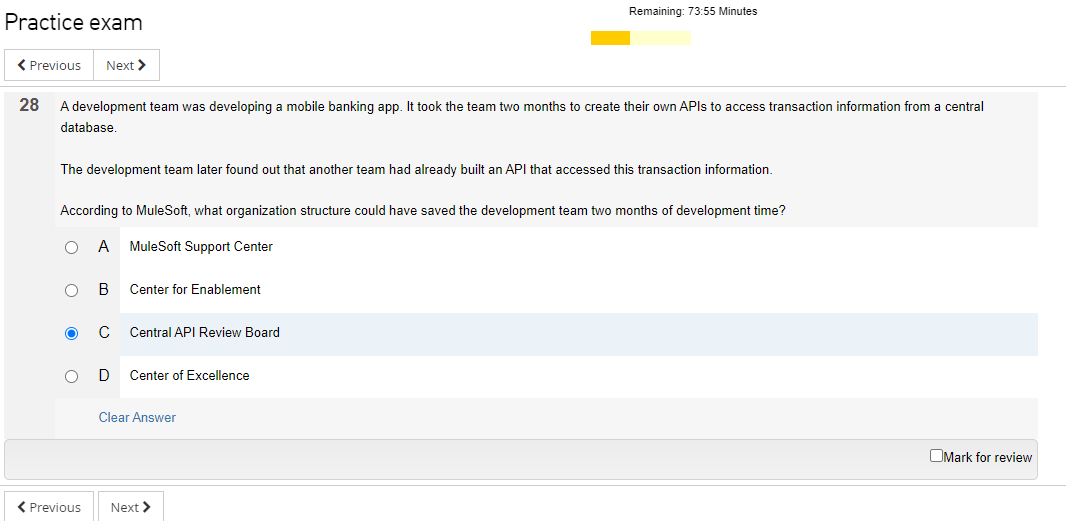 Remaining: 73:55 Minutes
Practice exam
Previous Next
28 A development team was developing a mobile banking app. It took the team two months to create their own APIs to access transaction information from a central
database.
The development team later found out that another team had already built an API that accessed this transaction information.
According to MuleSoft, what organization structure could have saved the development team two months of development time?
A MuleSoft Support Center
B Center for Enablement
C Central API Review Board
D Center of Excellence
Clear Answer
Mark for review
Previous Next